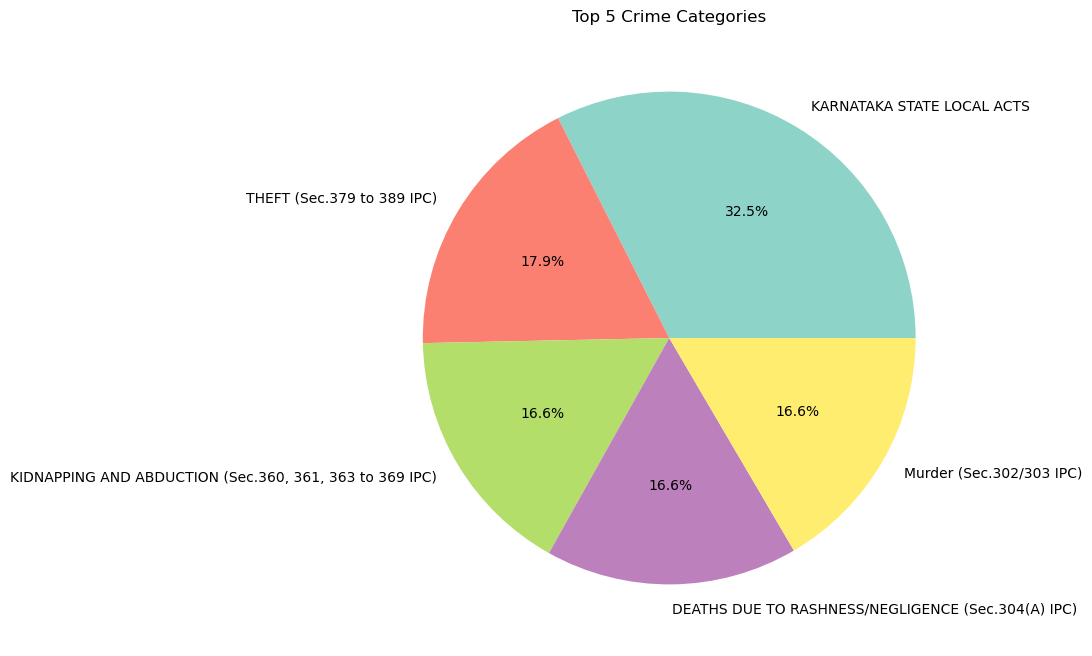 Top 5 Crime Categories
KARNATAKA STATE LOCAL ACTS
THEFT (Sec.379 to 389 IPC)
32.5%
17.9%
16.6%
16.6%
KIDNAPPING AND ABDUCTION (Sec.360, 361, 363 to 369 IPC)
Murder (Sec.302/303 IPC)
16.6%
DEATHS DUE TO RASHNESS/NEGLIGENCE (Sec.304(A) IPC)